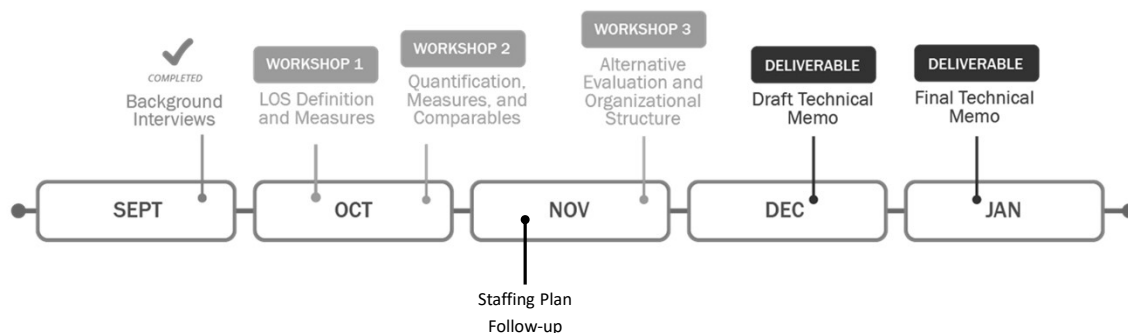 COMPLETED
Background
Interviews
WORKSHOP 1
LOS Definition
and Measures
WORKSHOP 2
Quantification,
Measures, and
Comparables
WORKSHOP 3
Alternative
Evaluation and
Organizational
Structure
DELIVERABLE
Draft Technical
Memo
DELIVERABLE
Final Technical
Memo
SEPT
OCT
NOV
DEC
JAN
Staffing Plan
Follow-up